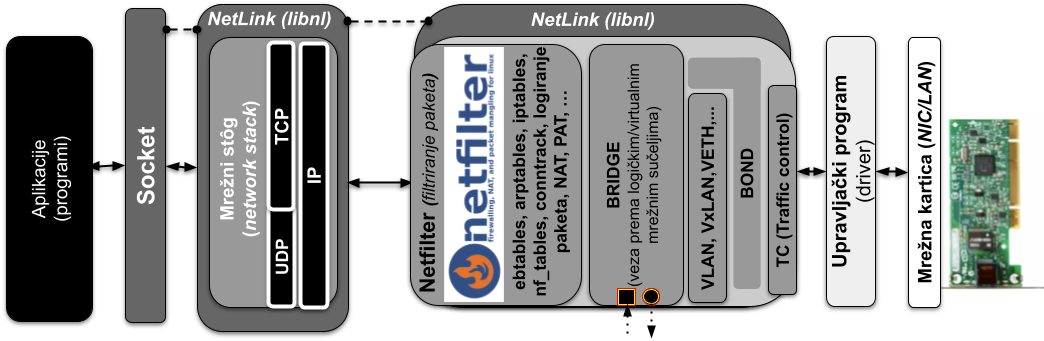 Aplikacije
(programi)
Socket
NetLink (libnl)
Mrežni stôg
(network stack)
TCP
UDP
IP
NetLink (libnl)
Netfilter (filtriranje paketa)
netfilter
firewalling, NAT, and packet mangling for linux
ebtables, arptables, iptables,
nf_tables, conntrack, logiranje
paketa, NAT, PAT, ...
BRIDGE
(veza prema logičkim/virtualnim
mrežnim sučeljima)
VLAN, VxLAN,VETH,...
BOND
TC (Traffic control)
Upravljački program
(driver)
Mrežna kartica (NIC/LAN)